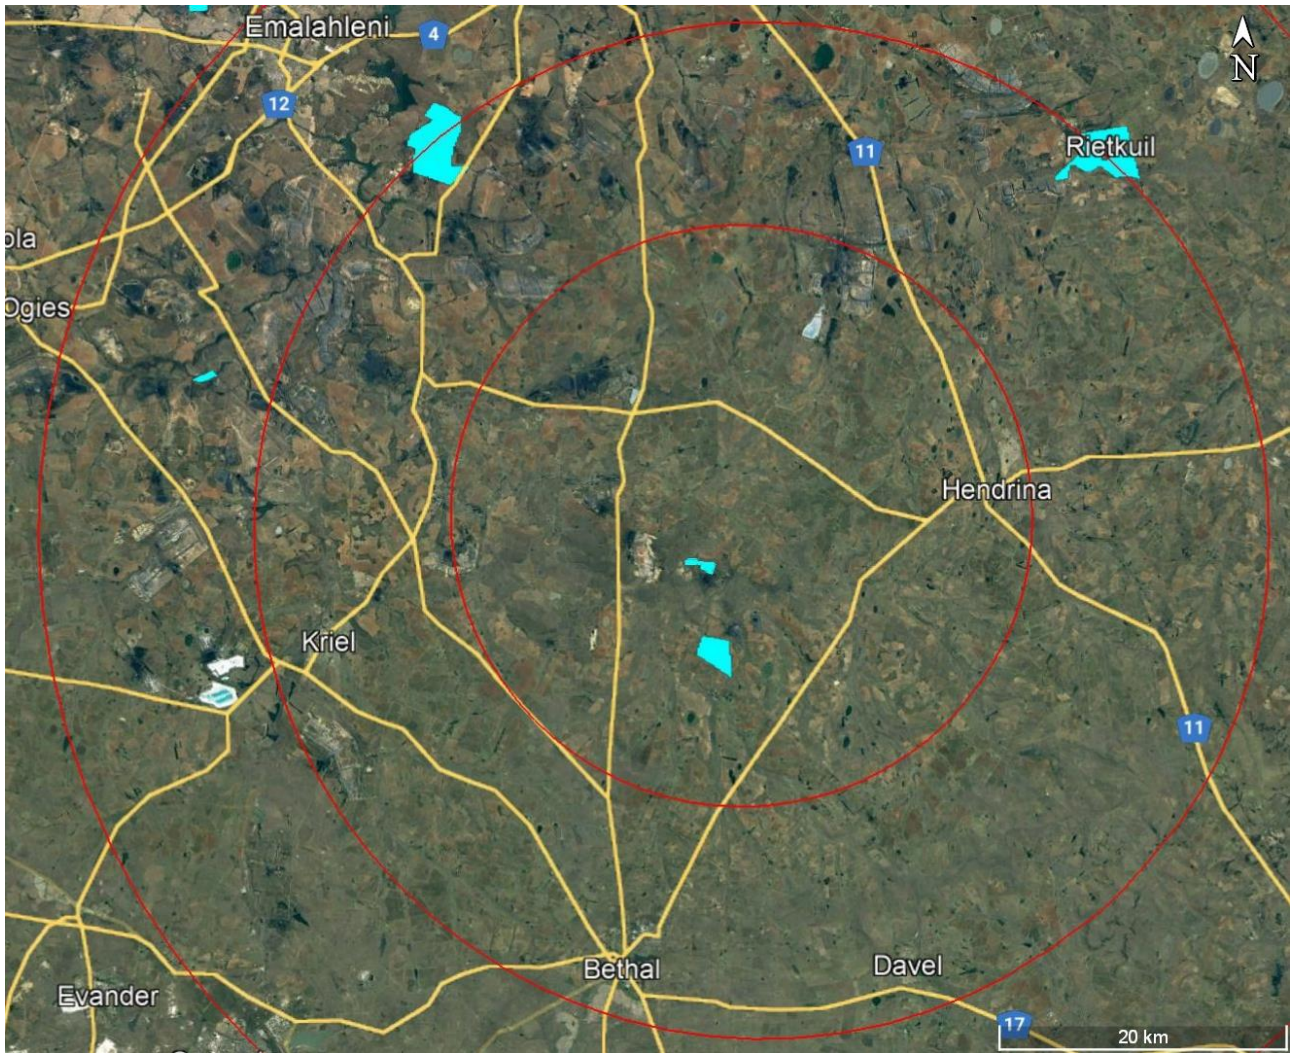 Emalahleni
4
N
12
11
Rietkuil
ola
Ogies
Hendrina
Kriel
11
Bethal
Davel
Evander
17
20 km